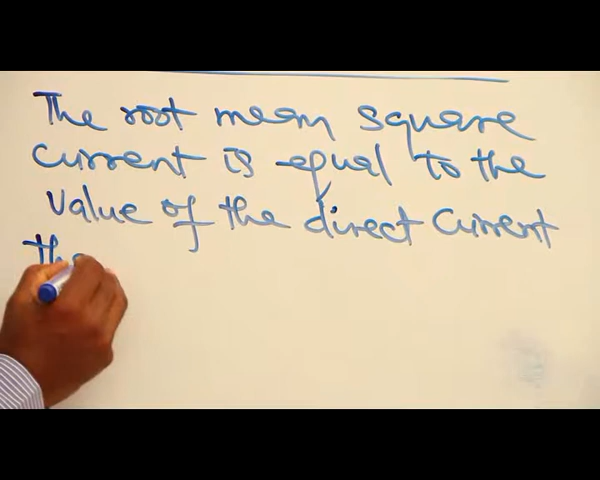 The root mean square
current is equal to the
value of the direct current